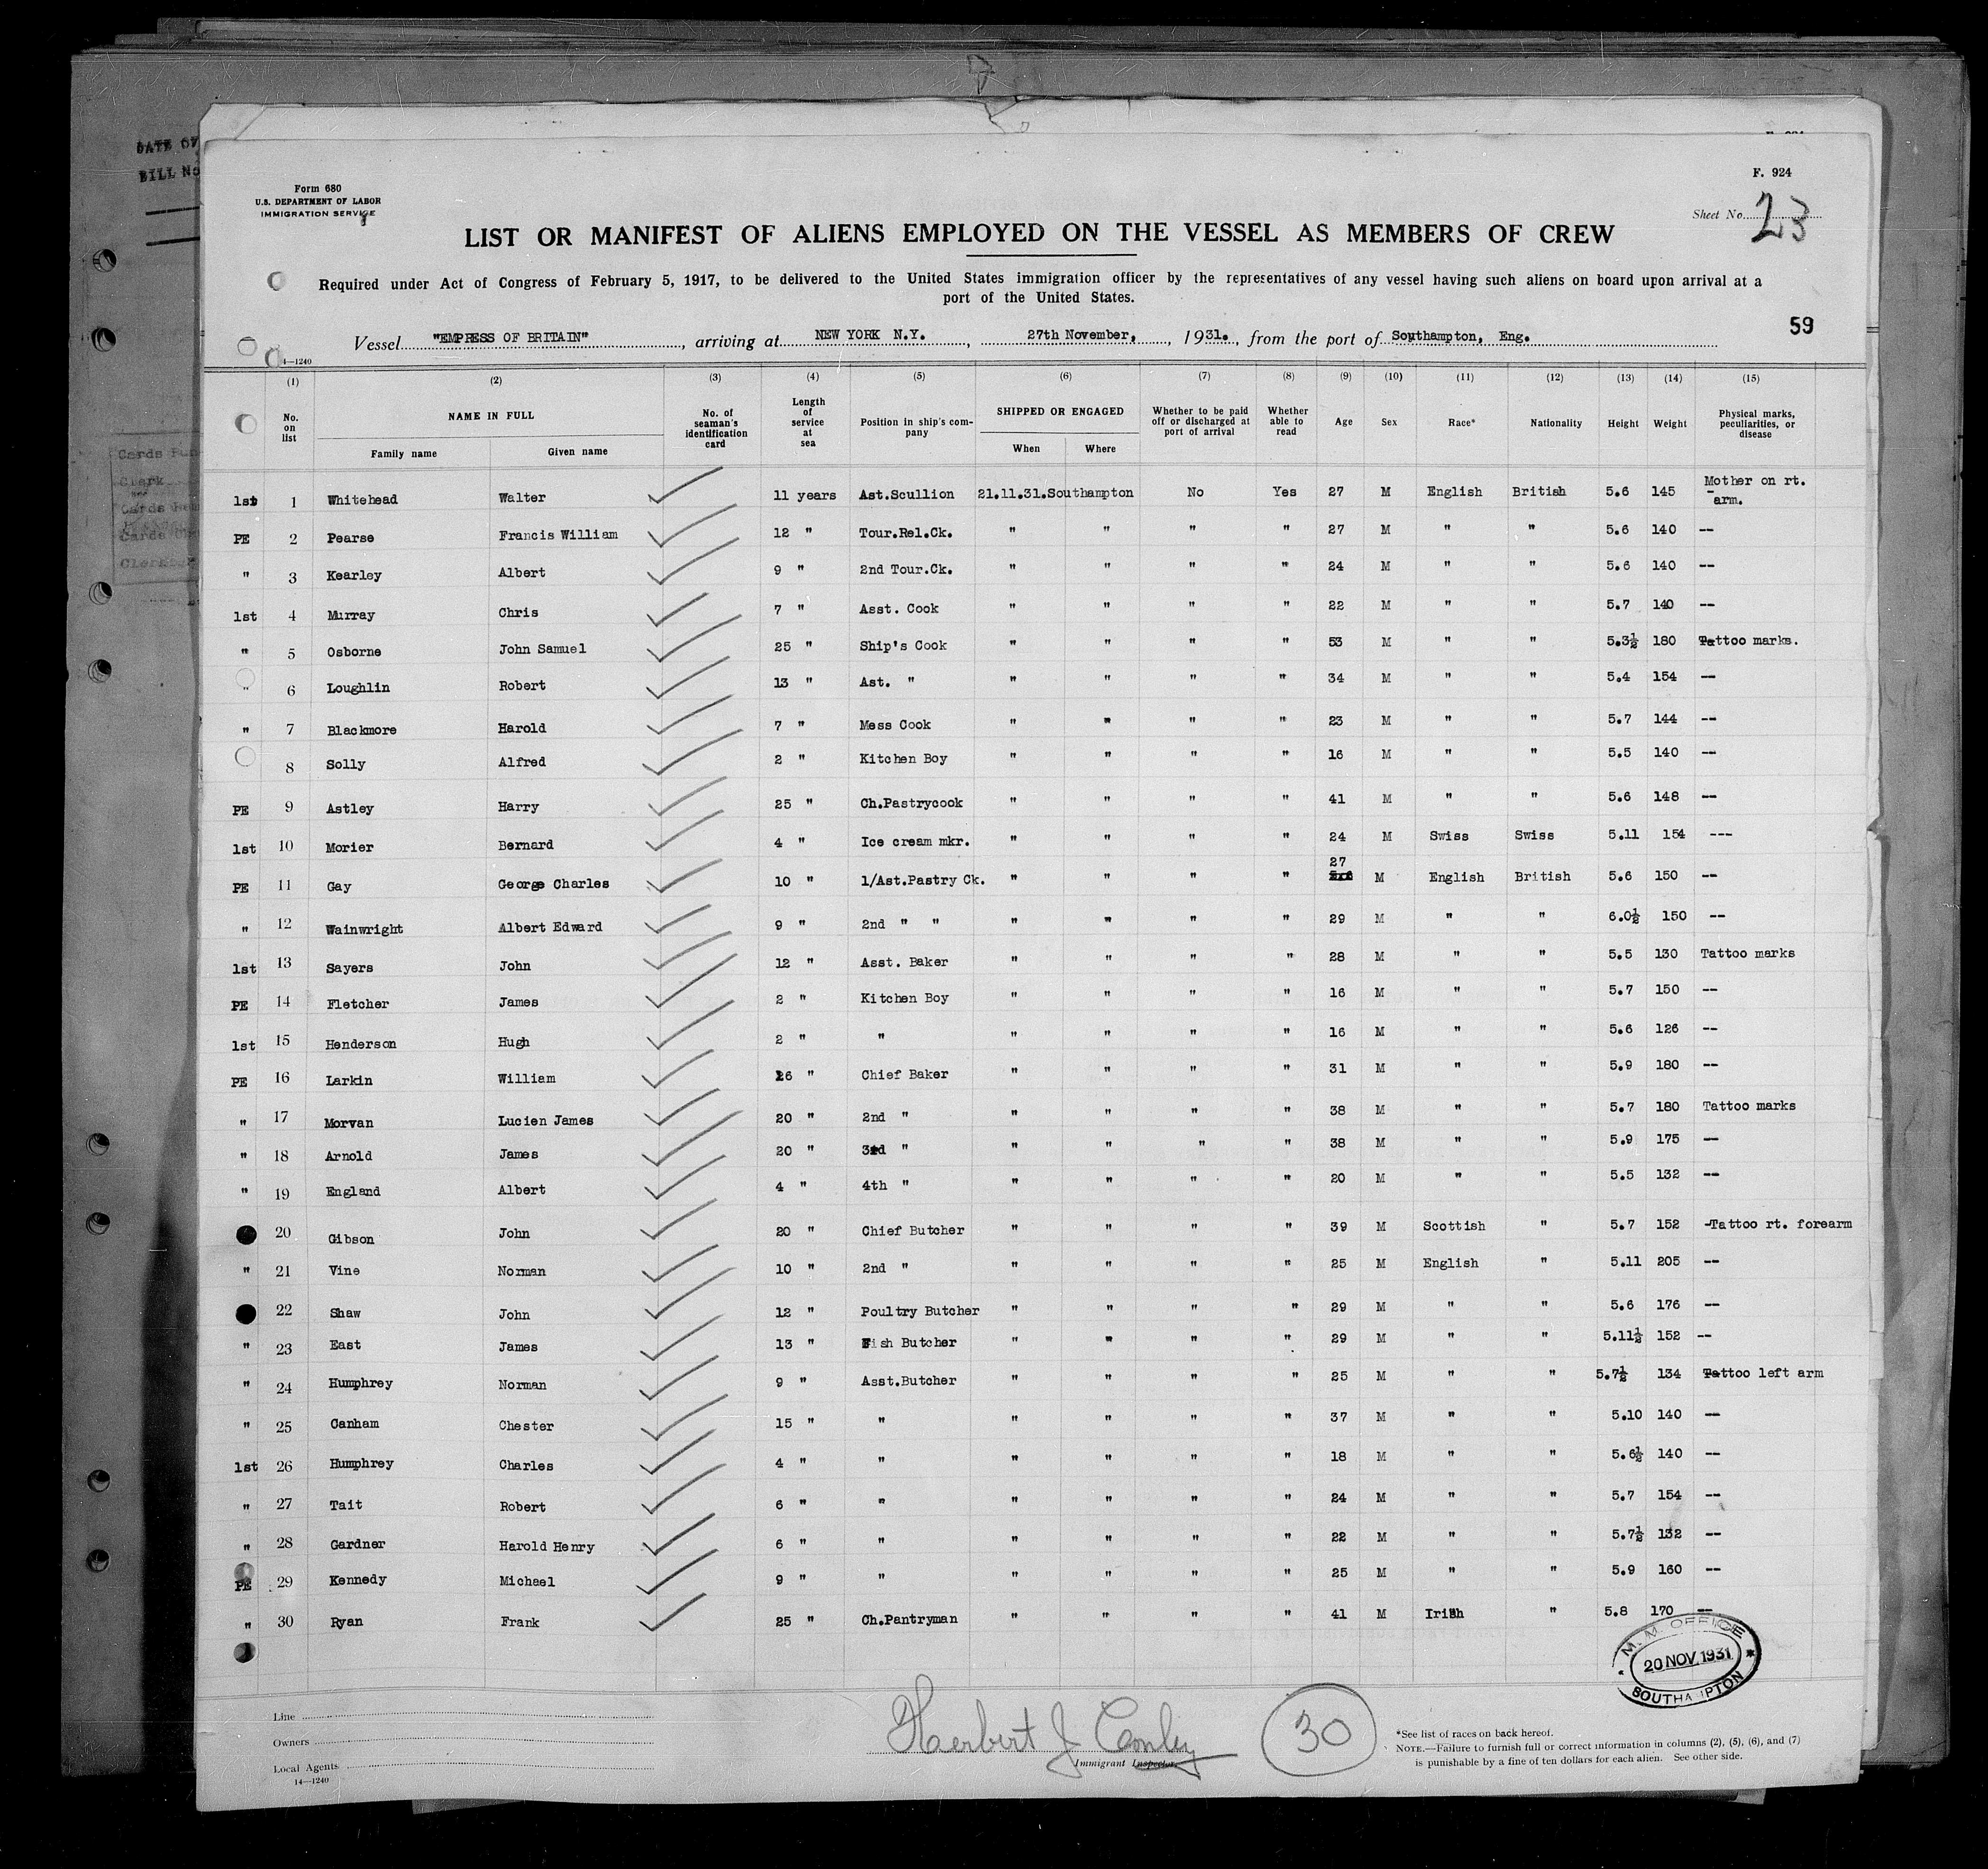 DATE OF
BILL No
F. 924
Form 680
U.S. DEPARTMENT OF LABOR
IMMIGRATION SERVICE
Sheet No. 23
LIST OR MANIFEST OF ALIENS EMPLOYED ON THE VESSEL AS MEMBERS OF CREW
Required under Act of Congress of February 5, 1917, to be delivered to the United States immigration officer by the representatives of any vessel having such aliens on board upon arrival at a
port of the United States.
59
Vessel "EMPRESS OF BRITAIN", arriving at NEW YORK N.Y., 27th November, 1931., from the port of Southampton, Eng.
4—1240
(1) (2) (3) (4) (5) (6) (7) (8) (9) (10) (11) (12) (13) (14) (15)
No. on list NAME IN FULL Family name Given name No. of seaman's identification card Length of service at sea Position in ship's company SHIPPED OR ENGAGED When Where Whether to be paid off or discharged at port of arrival Whether able to read Age Sex Race* Nationality Height Weight Physical marks, peculiarities, or disease
1st 1 Whitehead Walter 11 years Ast.Scullion 21.11.31.Southampton No Yes 27 M English British 5.6 145 Mother on rt. arm.
PE 2 Pearse Francis William 12 " Tour.Rel.Ck. " " " " 27 M " " 5.6 140 --
" 3 Kearley Albert 9 " 2nd Tour.Ck. " " " " 24 M " " 5.6 140 --
1st 4 Murray Chris 7 " Asst. Cook " " " " 22 M " " 5.7 140 --
" 5 Osborne John Samuel 25 " Ship's Cook " " " " 53 M " " 5.3½ 180 Tattoo marks.
" 6 Loughlin Robert 13 " Ast. " " " " " 34 M " " 5.4 154 --
" 7 Blackmore Harold 7 " Mess Cook " " " " 23 M " " 5.7 144 --
8 Solly Alfred 2 " Kitchen Boy " " " " 16 M " " 5.5 140 --
PE 9 Astley Harry 25 " Ch.Pastrycook " " " " 41 M " " 5.6 148 --
1st 10 Morier Bernard 4 " Ice cream mkr. " " " " 24 M Swiss Swiss 5.11 154 ---
PE 11 Gay George Charles 10 " 1/Ast.Pastry Ck. " " " " 27 M English British 5.6 150 --
" 12 Wainwright Albert Edward 9 " 2nd " " " " " " 29 M " " 6.0½ 150 --
1st 13 Sayers John 12 " Asst. Baker " " " " 28 M " " 5.5 130 Tattoo marks
PE 14 Fletcher James 2 " Kitchen Boy " " " " 16 M " " 5.7 150 --
1st 15 Henderson Hugh 2 " " " " " " 16 M " " 5.6 126 --
PE 16 Larkin William 16 " Chief Baker " " " " 31 M " " 5.9 180 --
" 17 Morvan Lucien James 20 " 2nd " " " " " 38 M " " 5.7 180 Tattoo marks
" 18 Arnold James 20 " 3rd " " " " " 38 M " " 5.9 175 --
" 19 England Albert 4 " 4th " " " " " 20 M " " 5.5 132 --
20 Gibson John 20 " Chief Butcher " " " " 39 M Scottish " 5.7 152 -Tattoo rt. forearm
" 21 Vine Norman 10 " 2nd " " " " " 25 M English " 5.11 205 --
22 Shaw John 12 " Poultry Butcher " " " " 29 M " " 5.6 176 --
" 23 East James 13 " Fish Butcher " " " " 29 M " " 5.11½ 152 --
" 24 Humphrey Norman 9 " Asst.Butcher " " " " 25 M " " 5.7½ 134 Tattoo left arm
" 25 Canham Chester 15 " " " " " " 37 M " " 5.10 140 --
1st 26 Humphrey Charles 4 " " " " " " 18 M " " 5.6½ 140 --
" 27 Tait Robert 6 " " " " " " 24 M " " 5.7 154 --
" 28 Gardner Harold Henry 6 " " " " " " 22 M " " 5.7½ 132 --
PE 29 Kennedy Michael 9 " " " " " " 25 M " " 5.9 160 --
" 30 Ryan Frank 25 " Ch.Pantryman " " " " 41 M Irish " 5.8 170 --
M. M. OFFICE
20 NOV 1931
SOUTHAMPTON
Line
Owners
Local Agents
14—1240
Herbert J Conley
Immigrant Inspector
30
*See list of races on back hereof.
NOTE.—Failure to furnish full or correct information in columns (2), (5), (6), and (7)
is punishable by a fine of ten dollars for each alien. See other side.